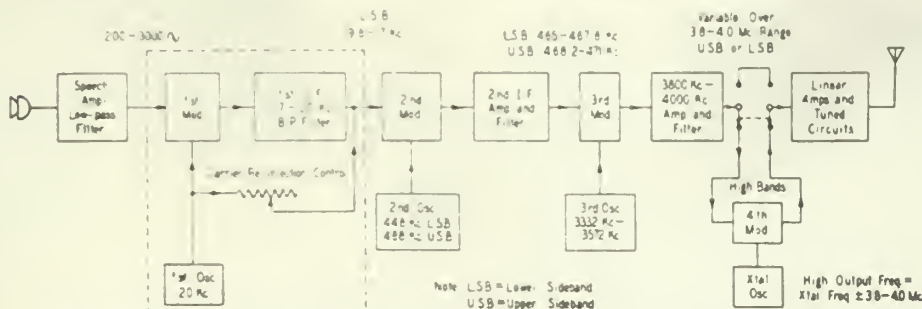 200-3000 ~
LSB
Kc
LSB 465-467.8 Kc
USB 468.2-471 Kc
Variable Over
3.8-4.0 Mc Range
USB or LSB
Speech
Amp.
Low-pass
Filter
1st
Mod
1st I.F.
B.P. Filter
2nd
Mod
2nd I.F.
Amp and
Filter
3rd
Mod
3800 Kc-
4000 Kc
Amp and
Filter
Linear
Amps and
Tuned
Circuits
Carrier Reinjection Control
High Bands
2nd Osc
448 Kc LSB
488 Kc USB
3rd Osc
3332 Kc-
3572 Kc
4th
Mod
1st Osc
20 Kc
Note LSB = Lower Sideband
USB = Upper Sideband
Xtal
Osc
High Output Freq =
Xtal Freq ± 3.8-4.0 Mc